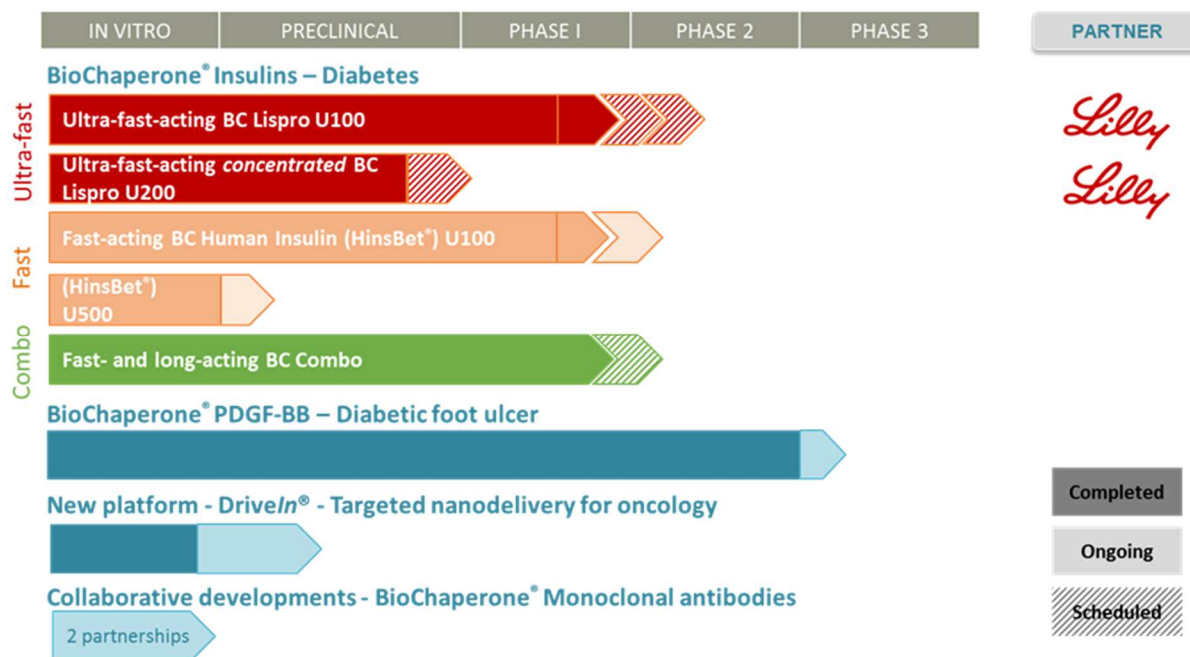 IN VITRO PRECLINICAL PHASE I PHASE 2 PHASE 3 PARTNER
BioChaperone® Insulins – Diabetes
Ultra-fast
Ultra-fast-acting BC Lispro U100
Lilly
Ultra-fast-acting concentrated BC
Lispro U200
Lilly
Fast
Fast-acting BC Human Insulin (HinsBet®) U100
(HinsBet®)
U500
Combo
Fast- and long-acting BC Combo
BioChaperone® PDGF-BB – Diabetic foot ulcer
New platform - DriveIn® - Targeted nanodelivery for oncology
Collaborative developments - BioChaperone® Monoclonal antibodies
2 partnerships
Completed
Ongoing
Scheduled